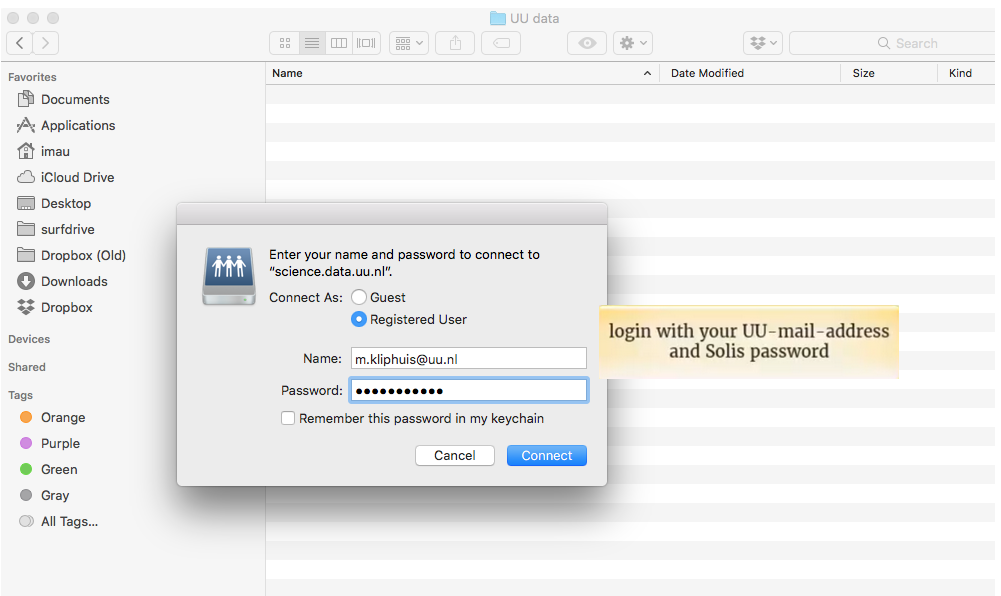 UU data
Search
Favorites
Documents
Applications
imau
iCloud Drive
Desktop
surfdrive
Dropbox (Old)
Downloads
Dropbox
Devices
Shared
Tags
Orange
Purple
Green
Gray
All Tags...
Name
Date Modified
Size
Kind
Enter your name and password to connect to
“science.data.uu.nl”.
Connect As:
Guest
Registered User
Name:
m.kliphuis@uu.nl
Password:
●●●●●●●●●●●
Remember this password in my keychain
Cancel
Connect
login with your UU-mail-address
and Solis password